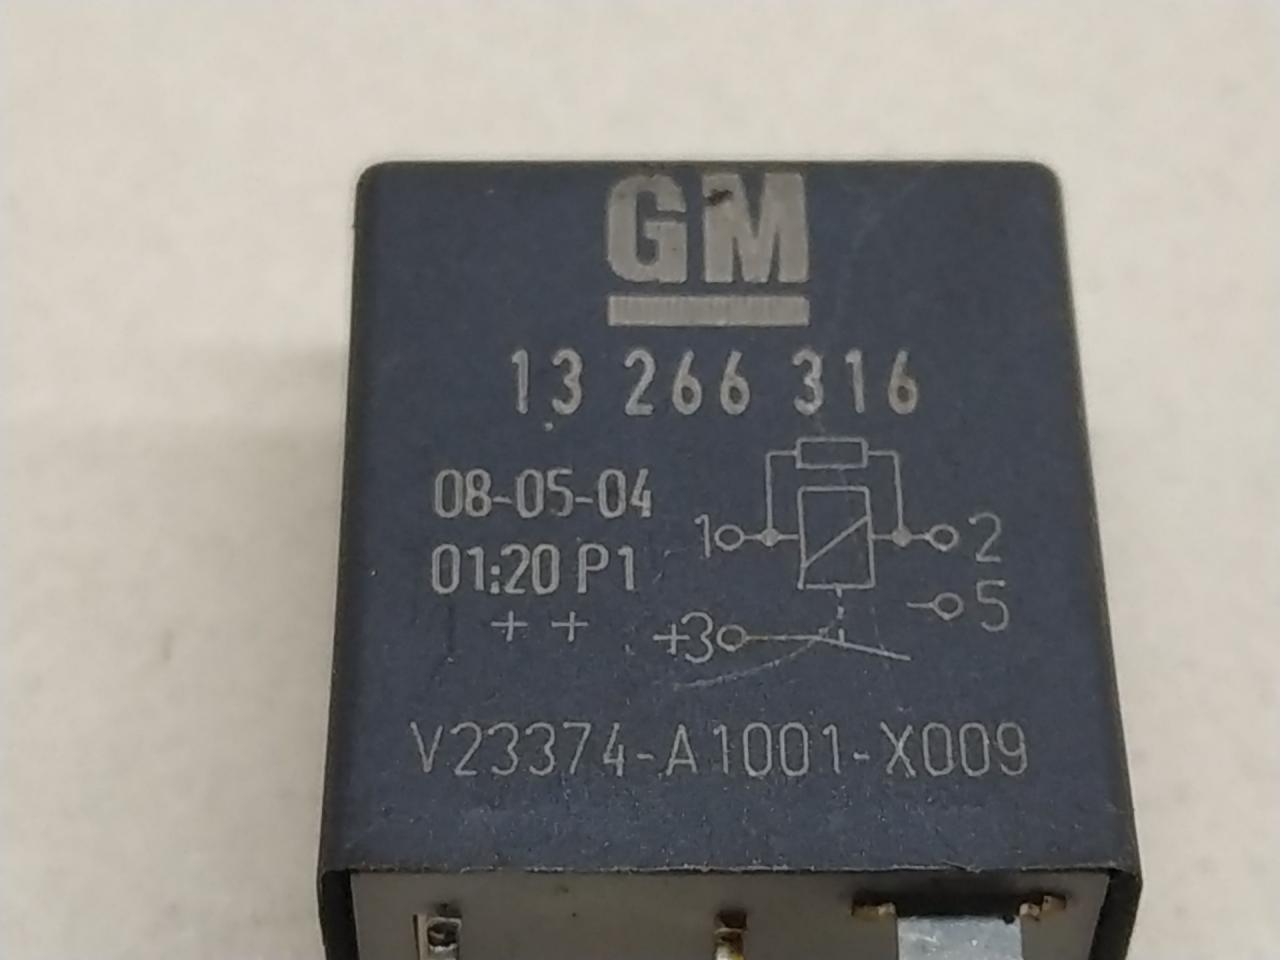 GM
13 266 316
08-05-04
01:20 P1
+ +
1 2
5
+3
V23374-A1001-X009